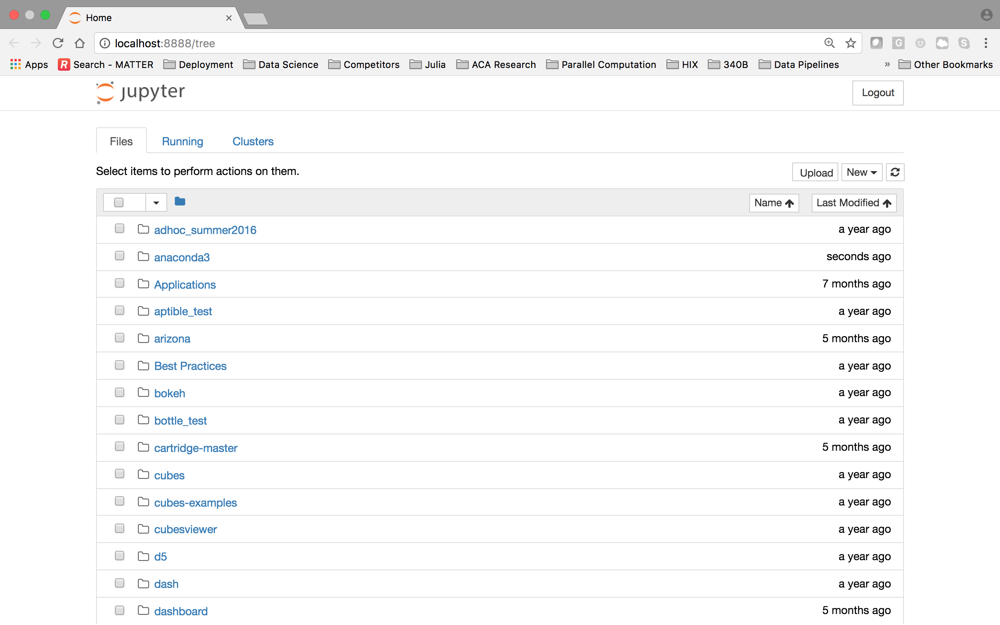 Home
localhost:8888/tree
Apps Search - MATTER Deployment Data Science Competitors Julia ACA Research Parallel Computation HIX 340B Data Pipelines » Other Bookmarks
jupyter Logout
Files Running Clusters
Select items to perform actions on them. Upload New
Name Last Modified
adhoc_summer2016 a year ago
anaconda3 seconds ago
Applications 7 months ago
aptible_test a year ago
arizona 5 months ago
Best Practices a year ago
bokeh a year ago
bottle_test a year ago
cartridge-master 5 months ago
cubes a year ago
cubes-examples a year ago
cubesviewer a year ago
d5 a year ago
dash a year ago
dashboard 5 months ago